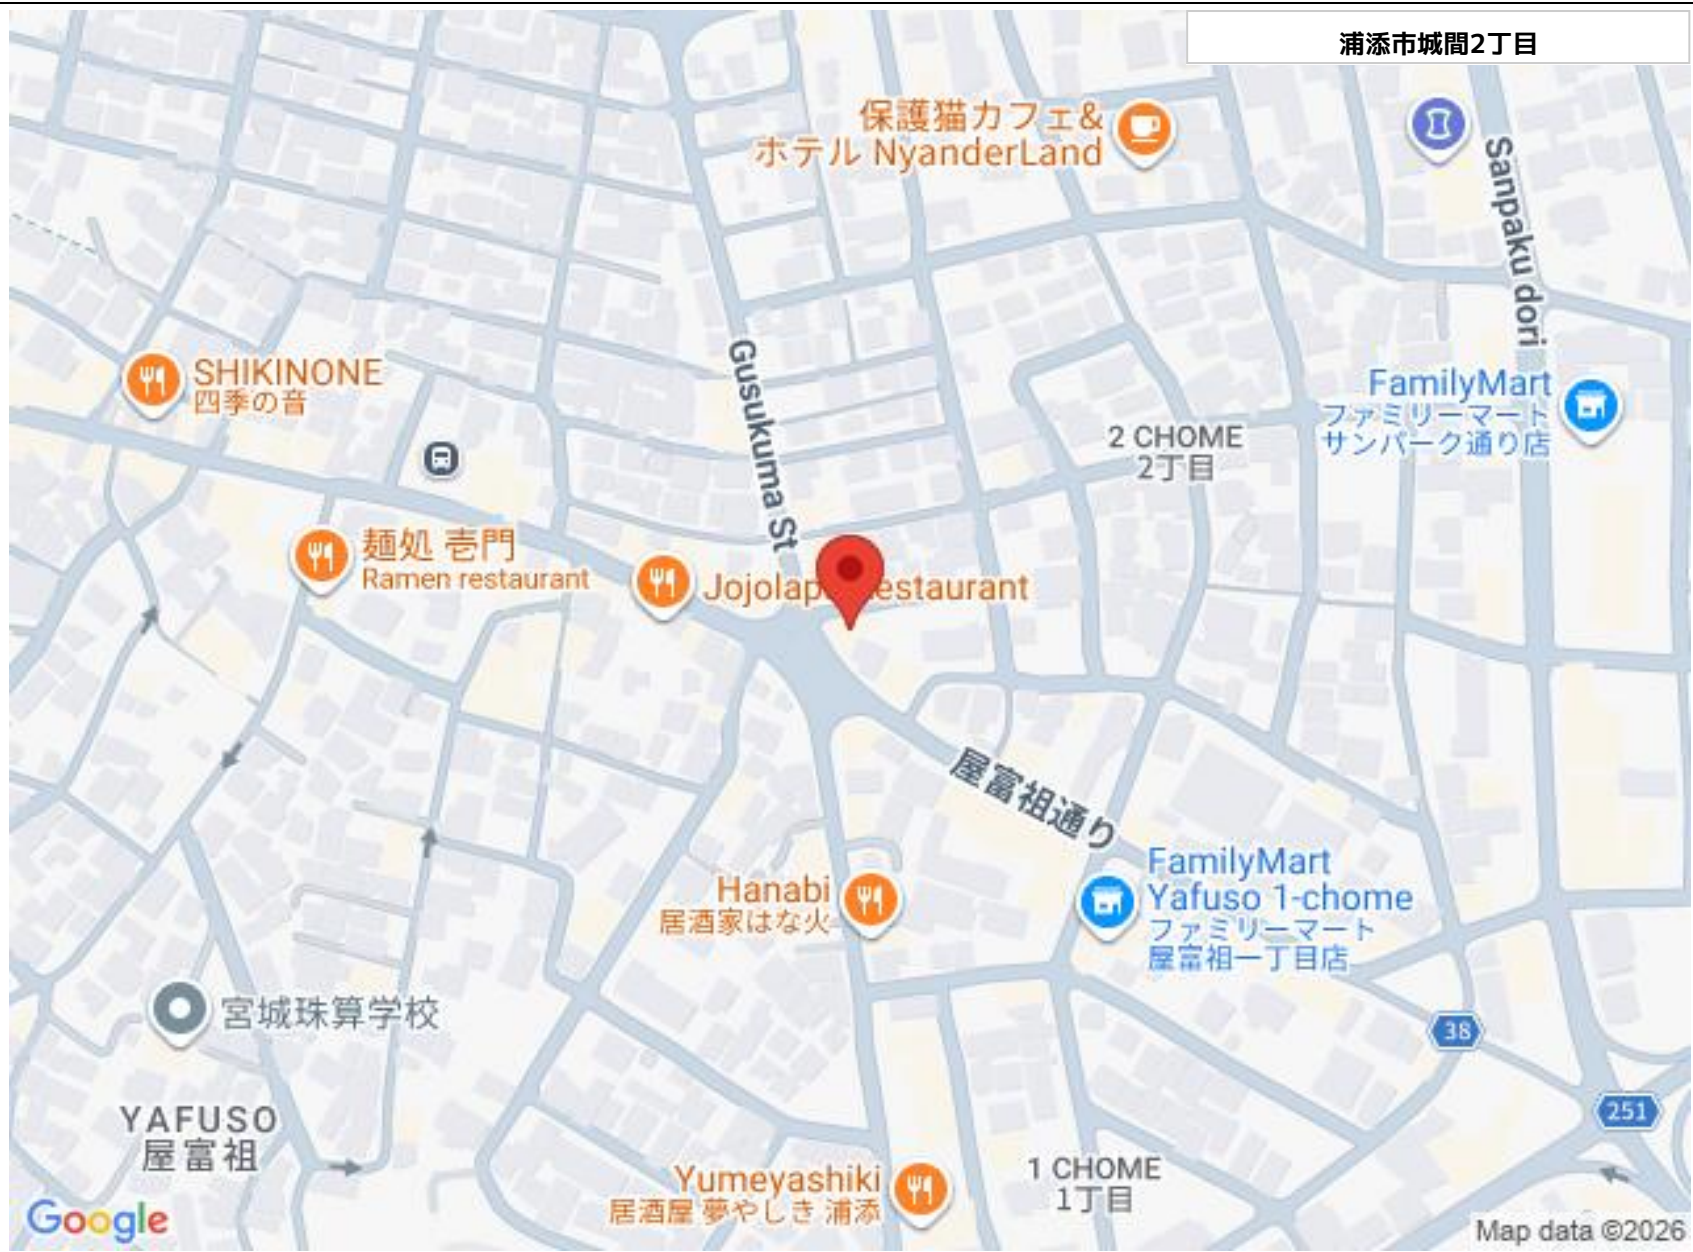 浦添市城間2丁目
保護猫カフェ&
ホテル NyanderLand
Sanpaku dori
SHIKINONE
四季の音
Gusukuma St
FamilyMart
ファミリーマート
サンパーク通り店
2 CHOME
2丁目
麺処 壱門
Ramen restaurant
屋富祖通り
FamilyMart
Yafuso 1-chome
ファミリーマート
屋富祖一丁目店
Hanabi
居酒家はな火
宮城珠算学校
38
251
YAFUSO
屋富祖
Yumeyashiki
居酒屋 夢やしき 浦添
1 CHOME
1丁目
Google
Map data ©2026